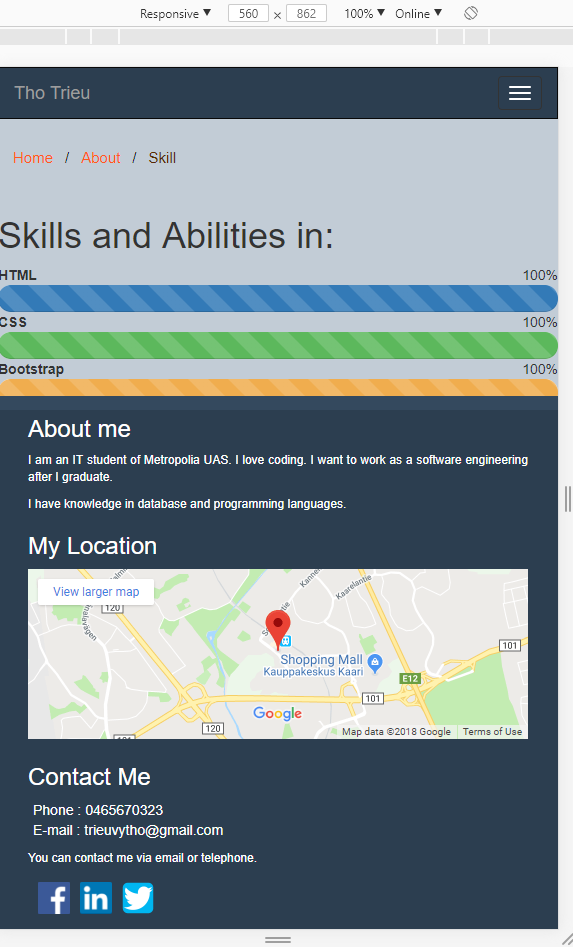 Responsive ▼ 560 × 862 100% ▼ Online ▼
Tho Trieu
Home / About / Skill
Skills and Abilities in:
HTML 100%
CSS 100%
Bootstrap 100%
About me
I am an IT student of Metropolia UAS. I love coding. I want to work as a software engineering
after I graduate.
I have knowledge in database and programming languages.
My Location
View larger map
120
Kaarelantie
101
Shopping Mall
Kauppakeskus Kaari
E12
101
Google
120
Map data ©2018 Google Terms of Use
101
Contact Me
Phone : 0465670323
E-mail : trieuvytho@gmail.com
You can contact me via email or telephone.
f in